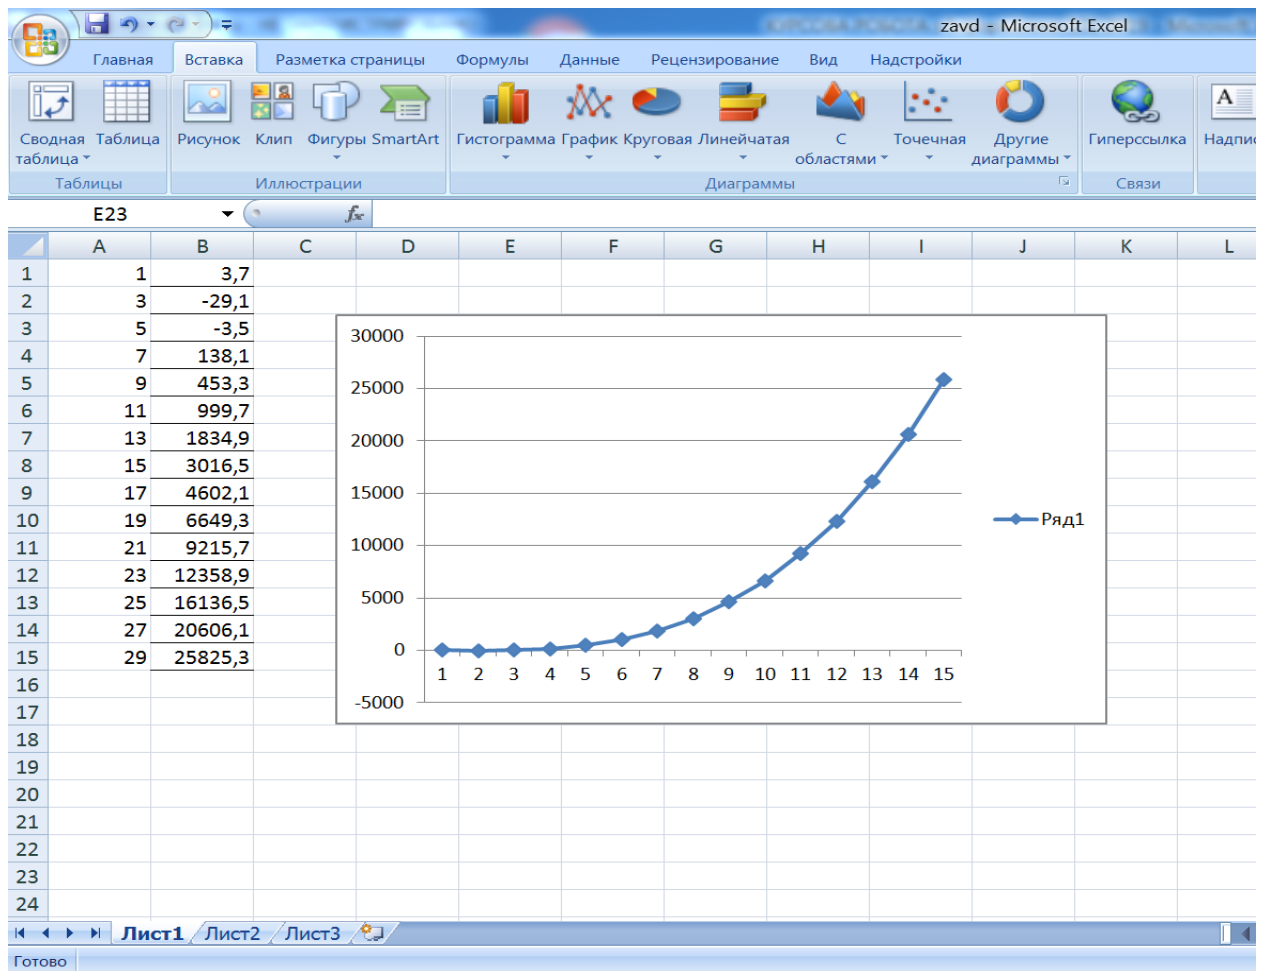 zavd - Microsoft Excel
Главная Вставка Разметка страницы Формулы Данные Рецензирование Вид Надстройки
Сводная таблица Таблица Рисунок Клип Фигуры SmartArt Гистограмма График Круговая Линейчатая С областями Точечная Другие диаграммы Гиперссылка
Таблицы Иллюстрации Диаграммы Связи
E23 fx
A B C D E F G H I J K L
1 1 3,7
2 3 -29,1
3 5 -3,5
4 7 138,1
5 9 453,3
6 11 999,7
7 13 1834,9
8 15 3016,5
9 17 4602,1
10 19 6649,3
11 21 9215,7
12 23 12358,9
13 25 16136,5
14 27 20606,1
15 29 25825,3
16
17
18
19
20
21
22
23
24
30000
25000
20000
15000
10000
5000
0
-5000
1 2 3 4 5 6 7 8 9 10 11 12 13 14 15
Ряд1
Лист1 Лист2 Лист3
Готово